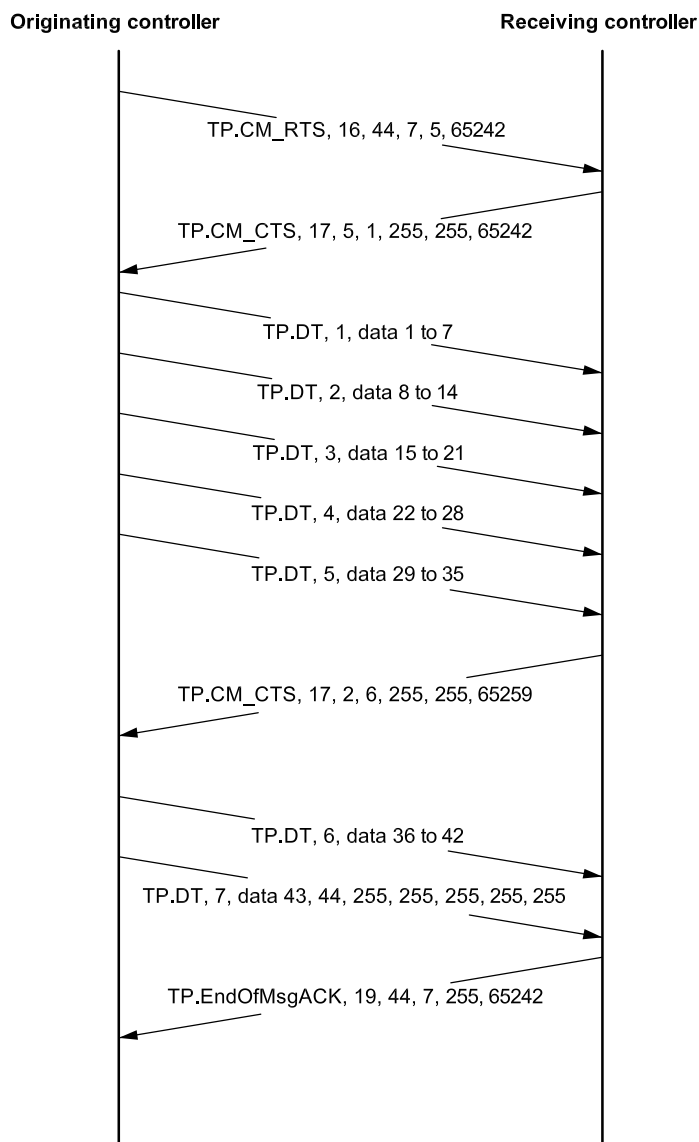 Originating controller
Receiving controller
TP.CM_RTS, 16, 44, 7, 5, 65242
TP.CM_CTS, 17, 5, 1, 255, 255, 65242
TP.DT, 1, data 1 to 7
TP.DT, 2, data 8 to 14
TP.DT, 3, data 15 to 21
TP.DT, 4, data 22 to 28
TP.DT, 5, data 29 to 35
TP.CM_CTS, 17, 2, 6, 255, 255, 65259
TP.DT, 6, data 36 to 42
TP.DT, 7, data 43, 44, 255, 255, 255, 255, 255
TP.EndOfMsgACK, 19, 44, 7, 255, 65242